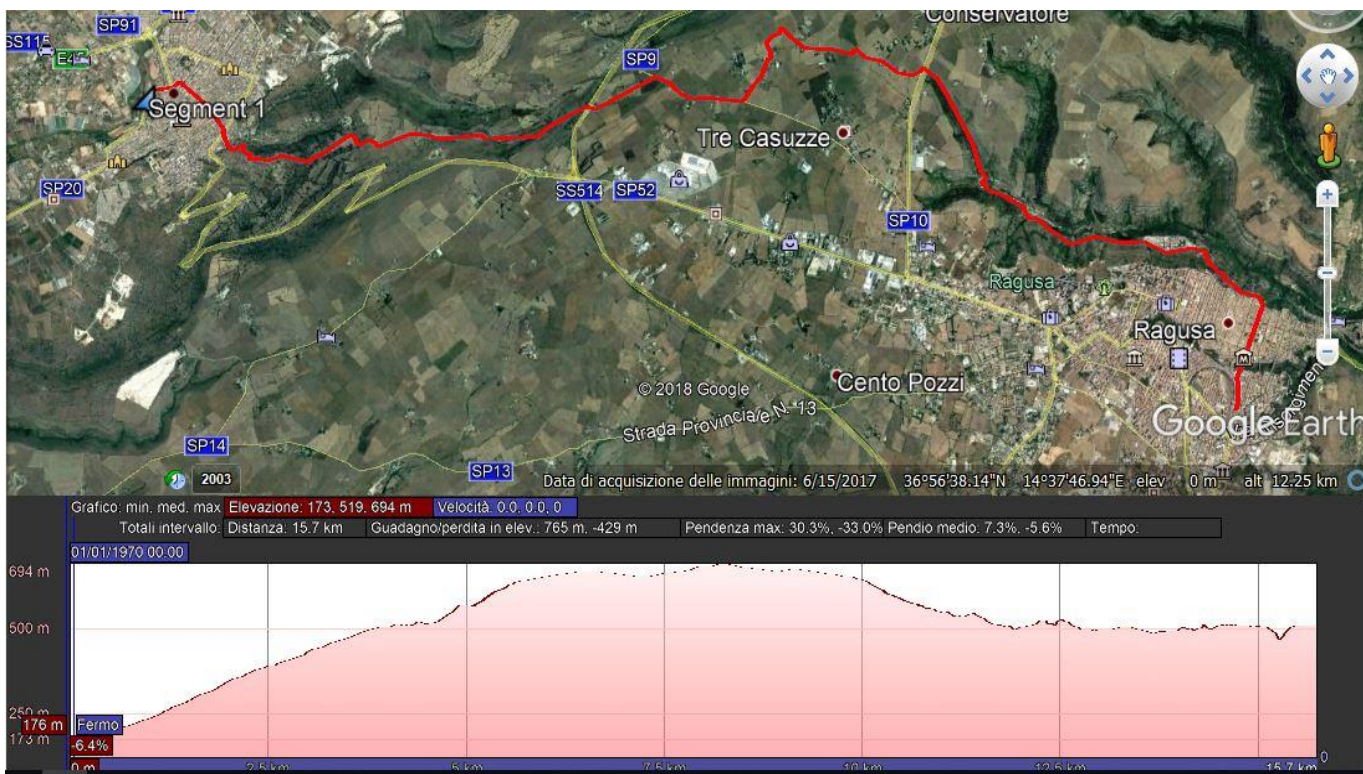 Conservatore
SP91
SS115
E45
SP9
Segment 1
Tre Casuzze
SP20
SS514
SP52
SP10
Ragusa
Ragusa
© 2018 Google
Cento Pozzi
Strada Provinciale N. 13
Google Earth
SP14
SP13
2003
Data di acquisizione delle immagini: 6/15/2017 36°56'38.14"N 14°37'46.94"E elev 0 m alt 12.25 km
Grafico: min. med. max Elevazione: 173, 519, 694 m Velocità: 0.0, 0.0, 0
Totali intervallo: Distanza: 15.7 km Guadagno/perdita in elev.: 765 m, -429 m Pendenza max: 30.3%, -33.0% Pendio medio: 7.3%, -5.6% Tempo:
01/01/1970 00:00
694 m
500 m
250 m
176 m Fermo
173 m -6.4%
0 m 2.5 km 5 km 7.5 km 10 km 12.5 km 15.7 km
0